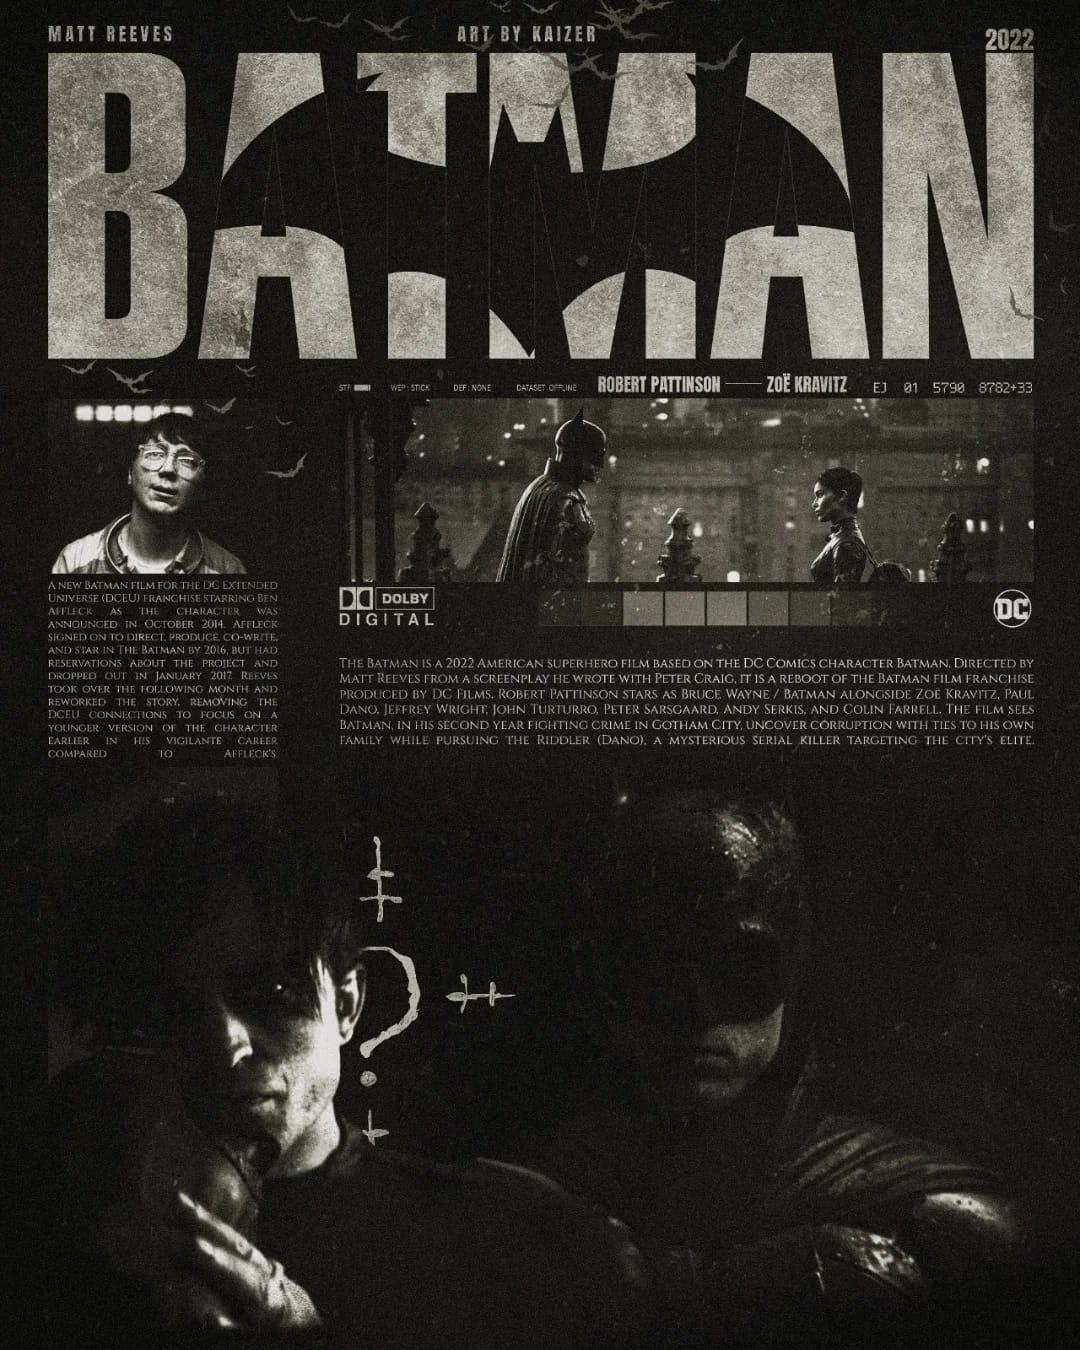 MATT REEVES
ART BY KAIZER
2022
BATMAN
STF WEP: STICK DEF: NONE DATASET OFFLINE
ROBERT PATTINSON ZOË KRAVITZ
EJ 01 5790 8782+33
A NEW BATMAN FILM FOR THE DC EXTENDED
UNIVERSE (DCEU) FRANCHISE STARRING BEN
AFFLECK AS THE CHARACTER WAS
ANNOUNCED IN OCTOBER 2014. AFFLECK
SIGNED ON TO DIRECT, PRODUCE, CO-WRITE,
AND STAR IN THE BATMAN BY 2016, BUT HAD
RESERVATIONS ABOUT THE PROJECT AND
DROPPED OUT IN JANUARY 2017. REEVES
TOOK OVER THE FOLLOWING MONTH AND
REWORKED THE STORY, REMOVING THE
DCEU CONNECTIONS TO FOCUS ON A
YOUNGER VERSION OF THE CHARACTER
EARLIER IN HIS VIGILANTE CAREER
COMPARED TO AFFLECK'S.
DOLBY
DIGITAL
DC
THE BATMAN IS A 2022 AMERICAN SUPERHERO FILM BASED ON THE DC COMICS CHARACTER BATMAN. DIRECTED BY
MATT REEVES FROM A SCREENPLAY HE WROTE WITH PETER CRAIG, IT IS A REBOOT OF THE BATMAN FILM FRANCHISE
PRODUCED BY DC FILMS. ROBERT PATTINSON STARS AS BRUCE WAYNE / BATMAN ALONGSIDE ZOË KRAVITZ, PAUL
DANO, JEFFREY WRIGHT, JOHN TURTURRO, PETER SARSGAARD, ANDY SERKIS, AND COLIN FARRELL. THE FILM SEES
BATMAN, IN HIS SECOND YEAR FIGHTING CRIME IN GOTHAM CITY, UNCOVER CORRUPTION WITH TIES TO HIS OWN
FAMILY WHILE PURSUING THE RIDDLER (DANO), A MYSTERIOUS SERIAL KILLER TARGETING THE CITY'S ELITE.
?